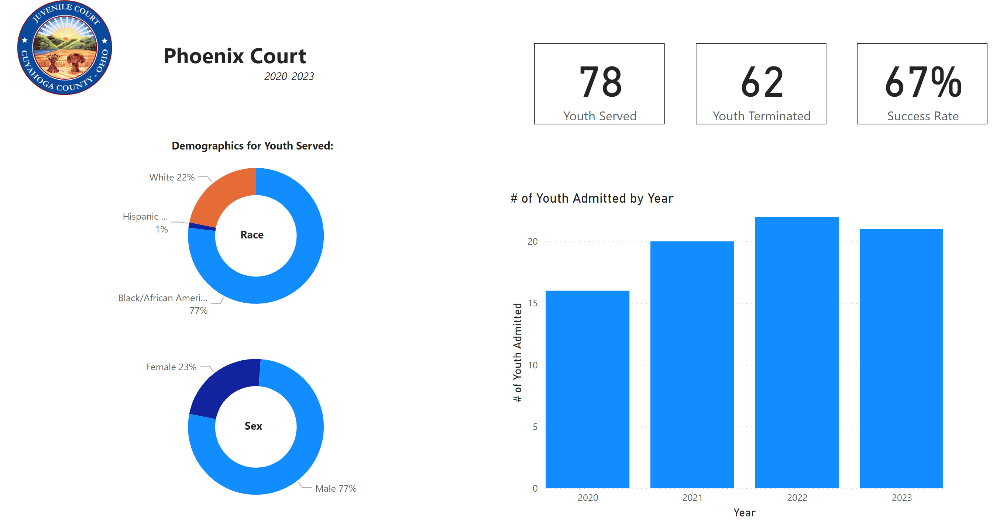 JUVENILE COURT
CUYAHOGA COUNTY - OHIO
Phoenix Court
2020-2023
78
Youth Served
62
Youth Terminated
67%
Success Rate
Demographics for Youth Served:
White 22%
Hispanic ...
1%
Race
Black/African Ameri...
77%
Female 23%
Sex
Male 77%
# of Youth Admitted by Year
# of Youth Admitted
20
15
10
5
0
2020
2021
2022
2023
Year